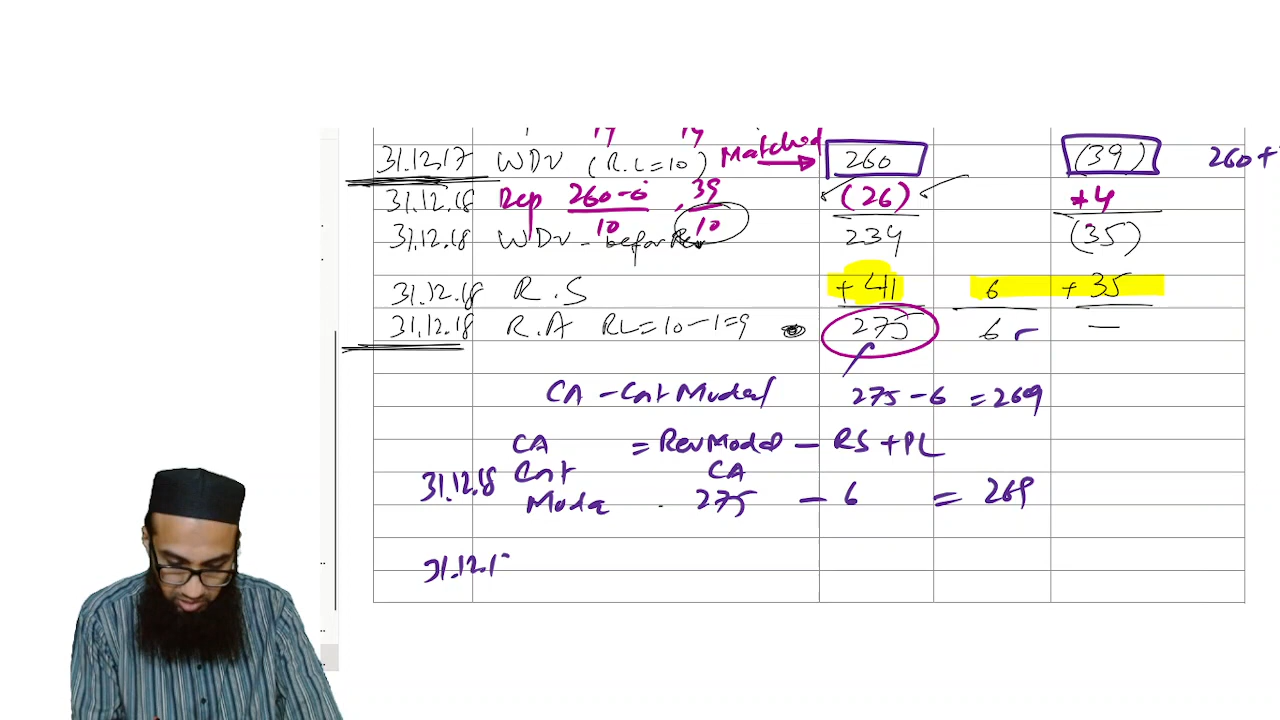 31.12.17 WDV (R.L=10) Matched 260 (39) 260+
31.12.18 Dep 260-0/10 , 39/10 (26) +4
31.12.18 WDV - before Rev 234 (35)
31.12.18 R.S +41 6 +35
31.12.18 R.A RL=10-1=9 275 6 —
CA - Cost Model 275-6 = 269
CA = Rev Model - RS + PL
31.12.18 Cost CA
Model 275 - 6 = 269
31.12.1